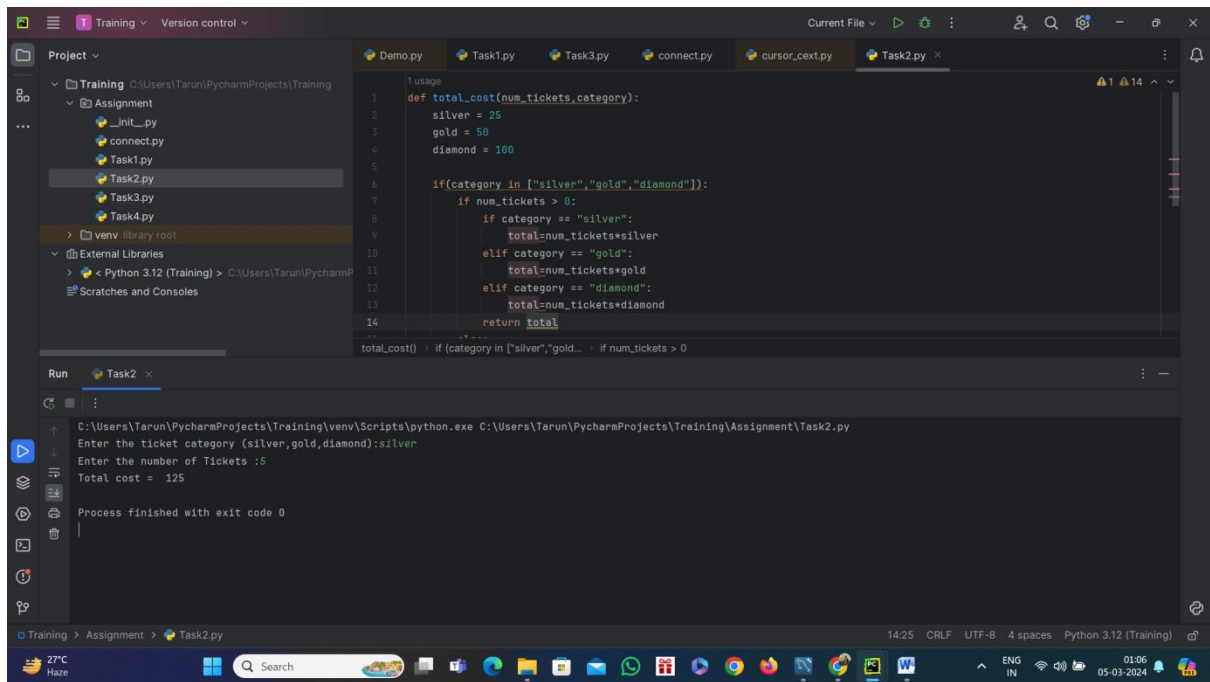 T Training Version control Current File
Project
Demo.py Task1.py Task3.py connect.py cursor_cext.py Task2.py
Training C:\Users\Tarun\PycharmProjects\Training
Assignment
__init__.py
connect.py
Task1.py
Task2.py
Task3.py
Task4.py
venv library root
External Libraries
< Python 3.12 (Training) > C:\Users\Tarun\PycharmP
Scratches and Consoles
1 usage
1 14
1 def total_cost(num_tickets,category):
2 silver = 25
3 gold = 50
4 diamond = 100
5
6 if(category in ["silver","gold","diamond"]):
7 if num_tickets > 0:
8 if category == "silver":
9 total=num_tickets*silver
10 elif category == "gold":
11 total=num_tickets*gold
12 elif category == "diamond":
13 total=num_tickets*diamond
14 return total
total_cost() › if (category in ["silver","gold... › if num_tickets > 0
Run Task2
C:\Users\Tarun\PycharmProjects\Training\venv\Scripts\python.exe C:\Users\Tarun\PycharmProjects\Training\Assignment\Task2.py
Enter the ticket category (silver,gold,diamond):silver
Enter the number of Tickets :5
Total cost = 125
Process finished with exit code 0
Training > Assignment > Task2.py 14:25 CRLF UTF-8 4 spaces Python 3.12 (Training)
27°C
Haze
Search
ENG
IN
01:06
05-03-2024